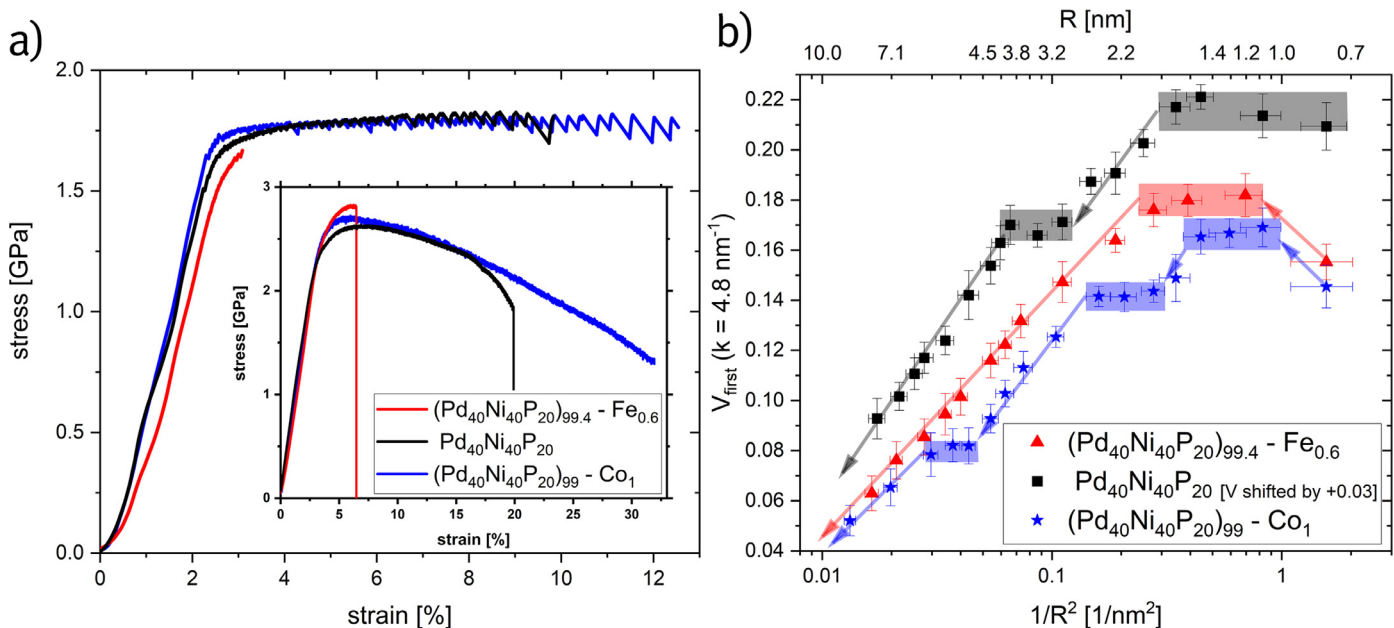 a)
2.0
1.5
1.0
0.5
0.0
stress [GPa]
0 2 4 6 8 10 12
strain [%]
3
2
1
0
stress [GPa]
0 5 10 15 20 25 30
strain [%]
(Pd40Ni40P20)99.4 - Fe0.6
Pd40Ni40P20
(Pd40Ni40P20)99 - Co1
b)
R [nm]
10.0 7.1 4.5 3.8 3.2 2.2 1.4 1.2 1.0 0.7
0.22
0.20
0.18
0.16
0.14
0.12
0.10
0.08
0.06
0.04
Vfirst (k = 4.8 nm-1)
(Pd40Ni40P20)99.4 - Fe0.6
Pd40Ni40P20 [V shifted by +0.03]
(Pd40Ni40P20)99 - Co1
0.01 0.1 1
1/R2 [1/nm2]